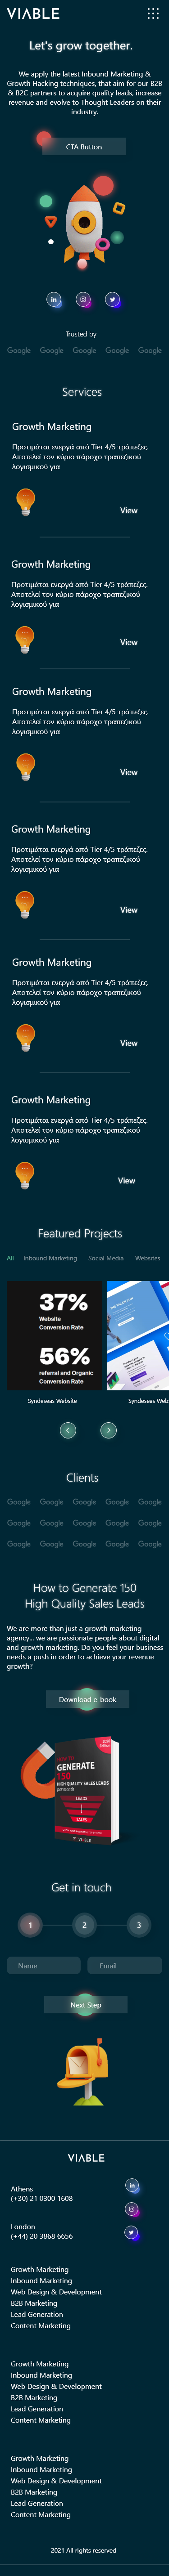 VIABLE
Let's grow together.
We apply the latest Inbound Marketing &
Growth Hacking techniques, that aim for our B2B
& B2C partners to acquire quality leads, increase
revenue and evolve to Thought Leaders on their
industry.
CTA Button
Trusted by
Google Google Google Google Google
Services
Growth Marketing
Προτιμάται ενεργά από Tier 4/5 τράπεζες.
Αποτελεί τον κύριο πάροχο τραπεζικού
λογισμικού για
View
Growth Marketing
Προτιμάται ενεργά από Tier 4/5 τράπεζες.
Αποτελεί τον κύριο πάροχο τραπεζικού
λογισμικού για
View
Growth Marketing
Προτιμάται ενεργά από Tier 4/5 τράπεζες.
Αποτελεί τον κύριο πάροχο τραπεζικού
λογισμικού για
View
Growth Marketing
Προτιμάται ενεργά από Tier 4/5 τράπεζες.
Αποτελεί τον κύριο πάροχο τραπεζικού
λογισμικού για
View
Growth Marketing
Προτιμάται ενεργά από Tier 4/5 τράπεζες.
Αποτελεί τον κύριο πάροχο τραπεζικού
λογισμικού για
View
Growth Marketing
Προτιμάται ενεργά από Tier 4/5 τράπεζες.
Αποτελεί τον κύριο πάροχο τραπεζικού
λογισμικού για
View
Featured Projects
All Inbound Marketing Social Media Websites
37%
Website
Conversion Rate
56%
referral and Organic
Conversion Rate
Syndeseas Website Syndeseas Web
Clients
Google Google Google Google Google
Google Google Google Google Google
Google Google Google Google Google
How to Generate 150
High Quality Sales Leads
We are more than just a growth marketing
agency... we are passionate people about digital
and growth marketing. Do you feel your business
needs a push in order to achieve your revenue
growth?
Download e-book
GENERATE
150
HIGH QUALITY SALES LEADS
per month
LEADS
SALES
VIABLE
Get in touch
1 2 3
Name Email
Next Step
VIABLE
Athens
(+30) 21 0300 1608
London
(+44) 20 3868 6656
Growth Marketing
Inbound Marketing
Web Design & Development
B2B Marketing
Lead Generation
Content Marketing
Growth Marketing
Inbound Marketing
Web Design & Development
B2B Marketing
Lead Generation
Content Marketing
Growth Marketing
Inbound Marketing
Web Design & Development
B2B Marketing
Lead Generation
Content Marketing
2021 All rights reserved